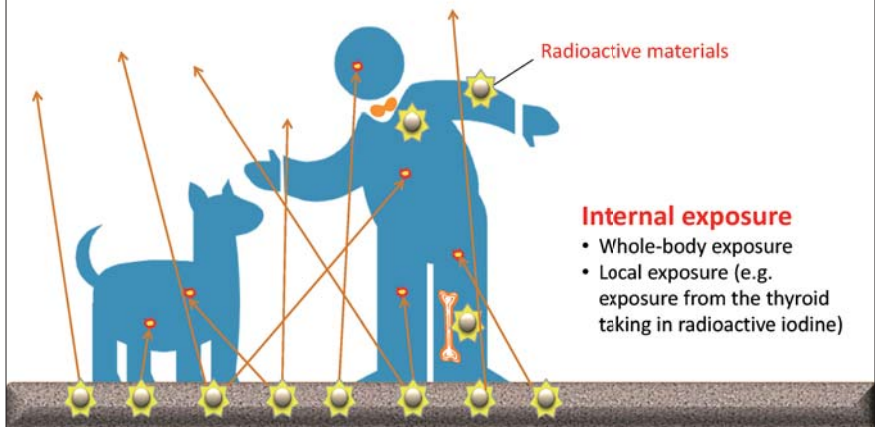 Radioactive materials
Internal exposure
• Whole-body exposure
• Local exposure (e.g.
exposure from the thyroid
taking in radioactive iodine)